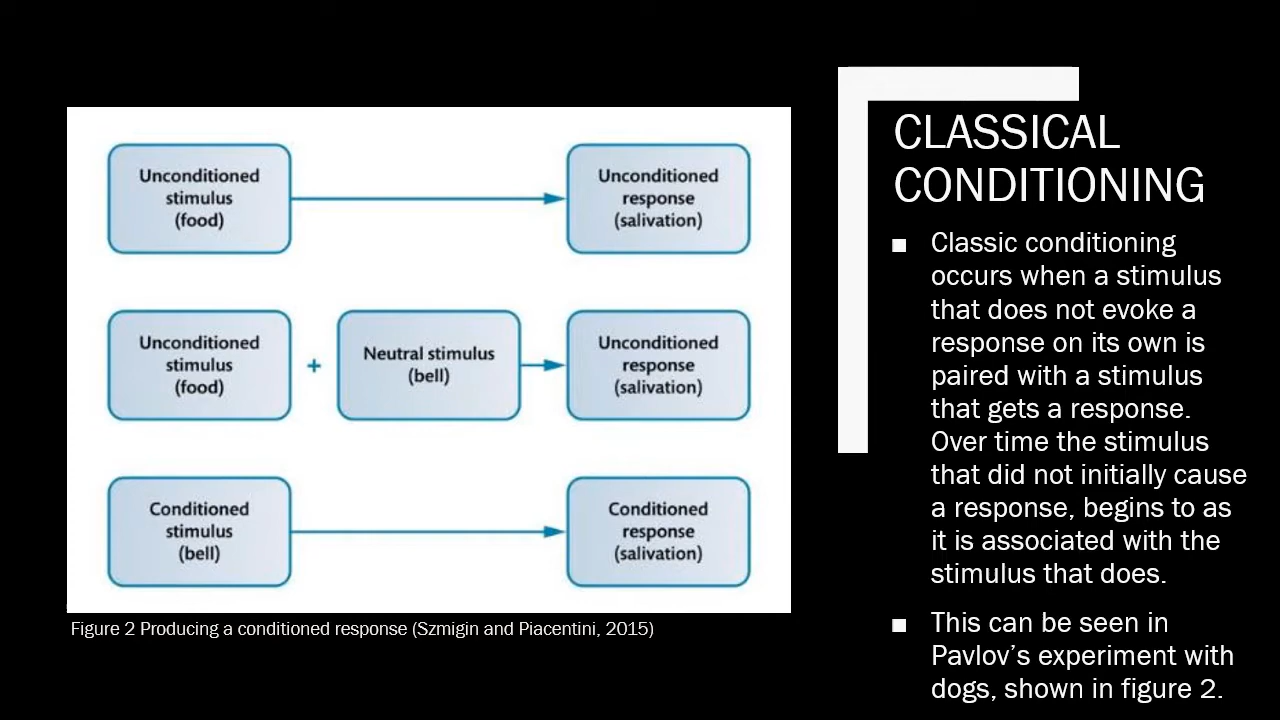 Unconditioned
stimulus
(food)
Unconditioned
response
(salivation)
Unconditioned
stimulus
(food)
+
Neutral stimulus
(bell)
Unconditioned
response
(salivation)
Conditioned
stimulus
(bell)
Conditioned
response
(salivation)
Figure 2 Producing a conditioned response (Szmigin and Piacentini, 2015)
CLASSICAL
CONDITIONING
▪ Classic conditioning
occurs when a stimulus
that does not evoke a
response on its own is
paired with a stimulus
that gets a response.
Over time the stimulus
that did not initially cause
a response, begins to as
it is associated with the
stimulus that does.
▪ This can be seen in
Pavlov’s experiment with
dogs, shown in figure 2.